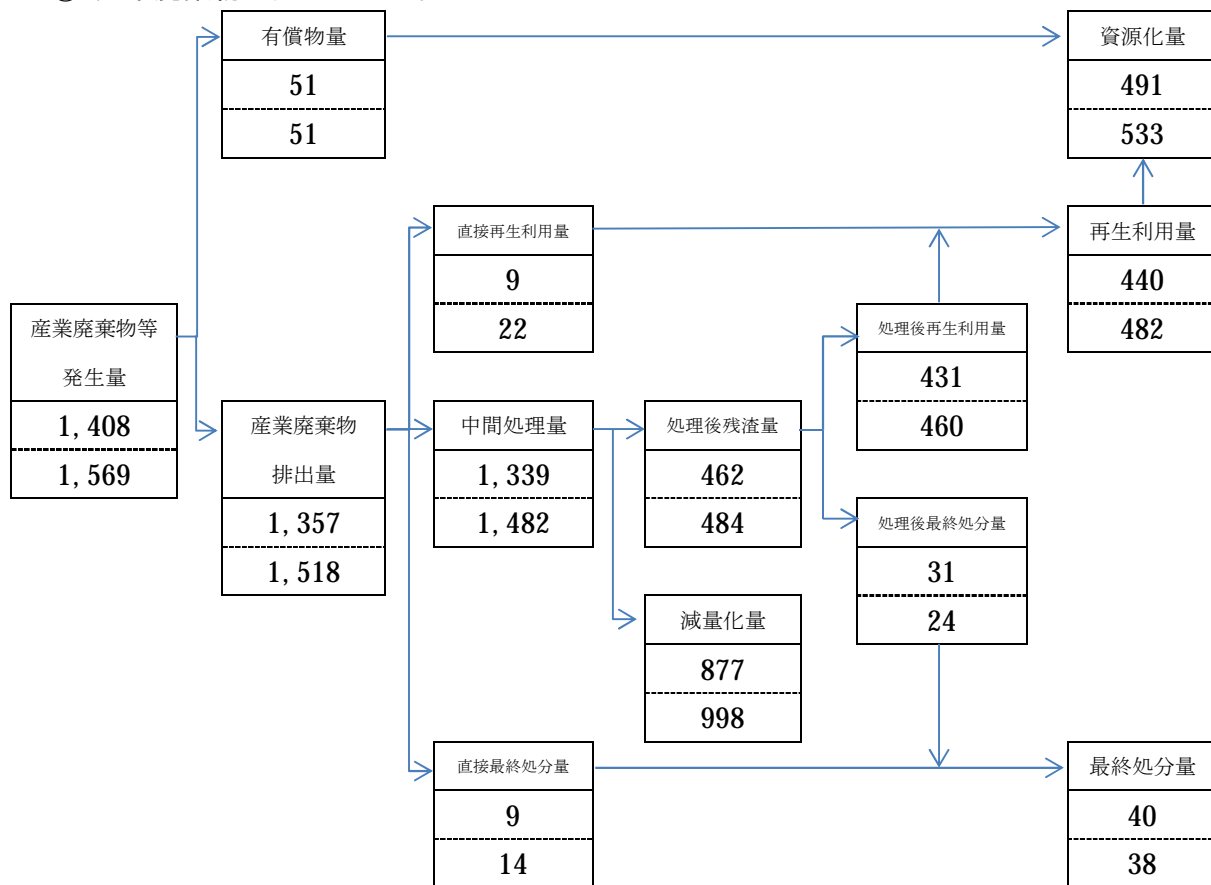 有償物量
51
51
資源化量
491
533
直接再生利用量
9
22
再生利用量
440
482
産業廃棄物等
発生量
1,408
1,569
産業廃棄物
排出量
1,357
1,518
中間処理量
1,339
1,482
処理後残渣量
462
484
処理後再生利用量
431
460
処理後最終処分量
31
24
減量化量
877
998
直接最終処分量
9
14
最終処分量
40
38